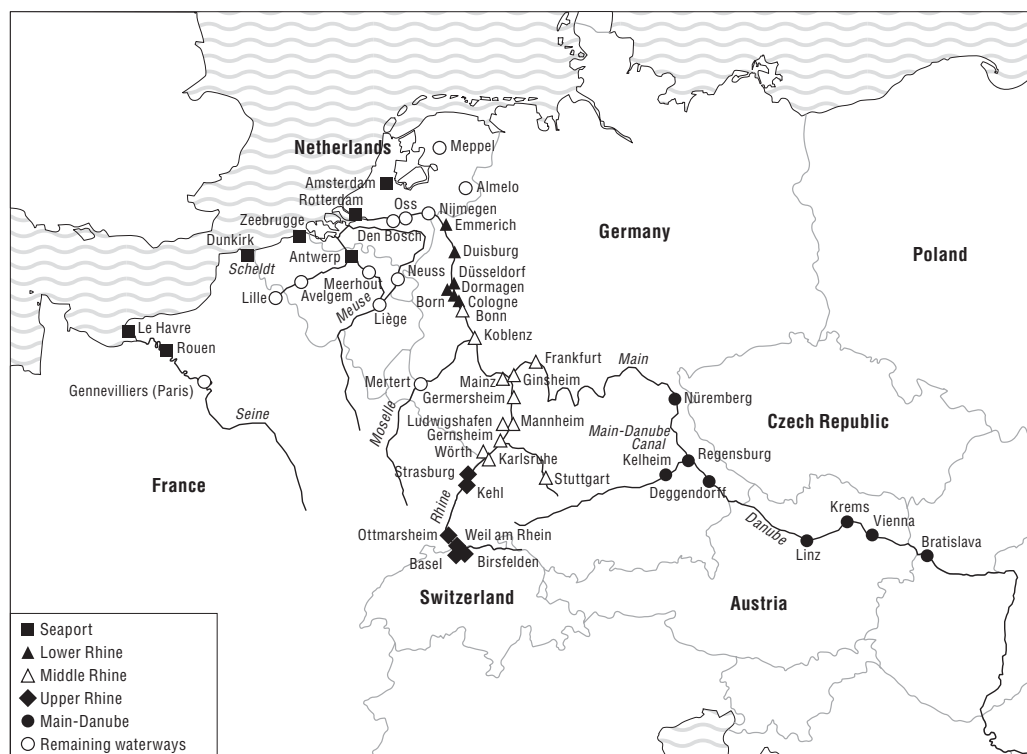 Netherlands
Meppel
Amsterdam
Almelo
Rotterdam
Oss
Nijmegen
Zeebrugge
Emmerich
Den Bosch
Germany
Dunkirk
Duisburg
Antwerp
Poland
Scheldt
Neuss
Düsseldorf
Meerhout
Dormagen
Lille
Avelgem
Born
Cologne
Meuse
Bonn
Liège
Le Havre
Koblenz
Rouen
Frankfurt
Main
Mertert
Mainz
Ginsheim
Gennevilliers (Paris)
Germersheim
Nüremberg
Seine
Moselle
Ludwigshafen
Mannheim
Czech Republic
Main-Danube
Canal
Gernsheim
Wörth
Karlsruhe
Kelheim
Regensburg
Strasburg
Stuttgart
France
Kehl
Deggendorff
Rhine
Krems
Danube
Vienna
Ottmarsheim
Weil am Rhein
Linz
Bratislava
Basel
Birsfelden
Switzerland
Austria
Seaport
Lower Rhine
Middle Rhine
Upper Rhine
Main-Danube
Remaining waterways